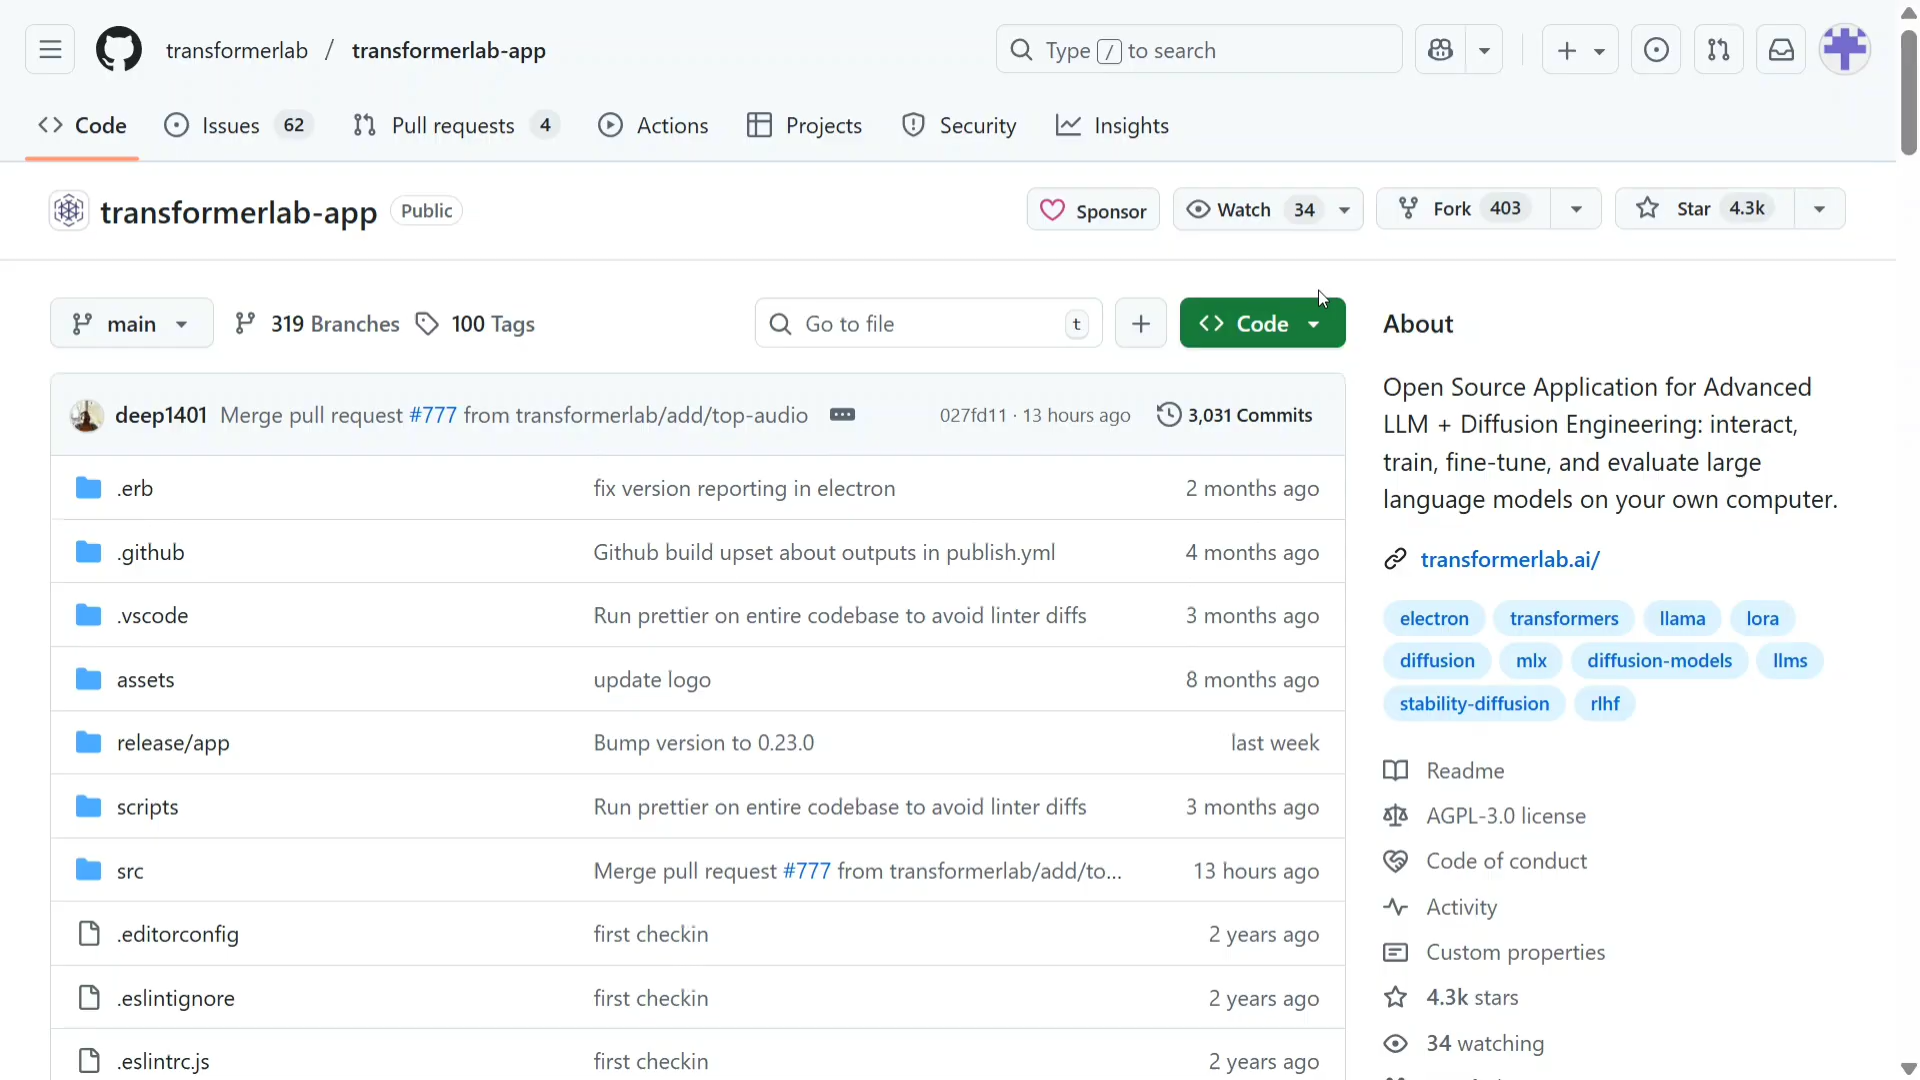 transformerlab / transformerlab-app
Type / to search
Code
Issues 62
Pull requests 4
Actions
Projects
Security
Insights
transformerlab-app Public
Sponsor
Watch 34
Fork 403
Star 4.3k
main
319 Branches
100 Tags
Go to file t
Code
deep1401 Merge pull request #777 from transformerlab/add/top-audio
027fd11 · 13 hours ago
3,031 Commits
.erb fix version reporting in electron 2 months ago
.github Github build upset about outputs in publish.yml 4 months ago
.vscode Run prettier on entire codebase to avoid linter diffs 3 months ago
assets update logo 8 months ago
release/app Bump version to 0.23.0 last week
scripts Run prettier on entire codebase to avoid linter diffs 3 months ago
src Merge pull request #777 from transformerlab/add/to... 13 hours ago
.editorconfig first checkin 2 years ago
.eslintignore first checkin 2 years ago
.eslintrc.js first checkin 2 years ago
About
Open Source Application for Advanced
LLM + Diffusion Engineering: interact,
train, fine-tune, and evaluate large
language models on your own computer.
transformerlab.ai/
electron transformers llama lora
diffusion mlx diffusion-models llms
stability-diffusion rlhf
Readme
AGPL-3.0 license
Code of conduct
Activity
Custom properties
4.3k stars
34 watching